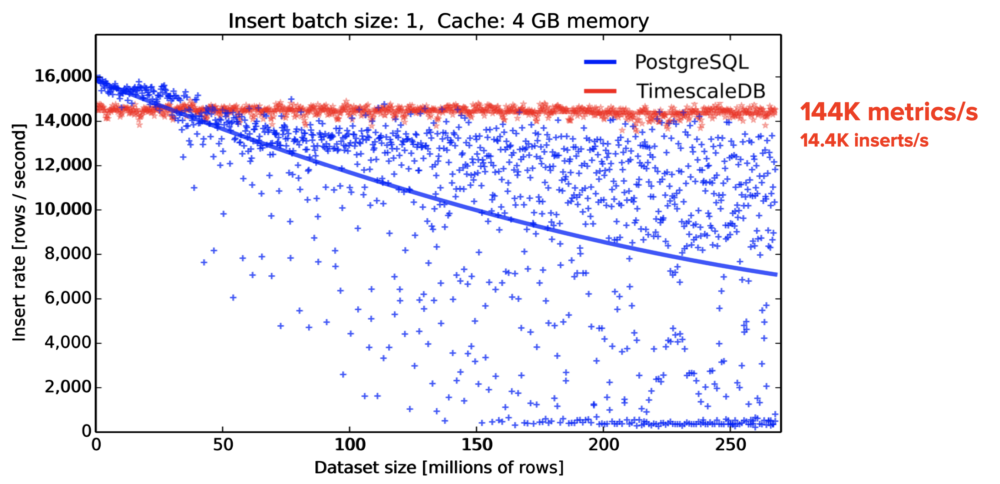 Insert batch size: 1,  Cache: 4 GB memory
PostgreSQL
TimescaleDB
144K metrics/s
14.4K inserts/s
Insert rate [rows / second]
16,000
14,000
12,000
10,000
8,000
6,000
4,000
2,000
0
0 50 100 150 200 250
Dataset size [millions of rows]